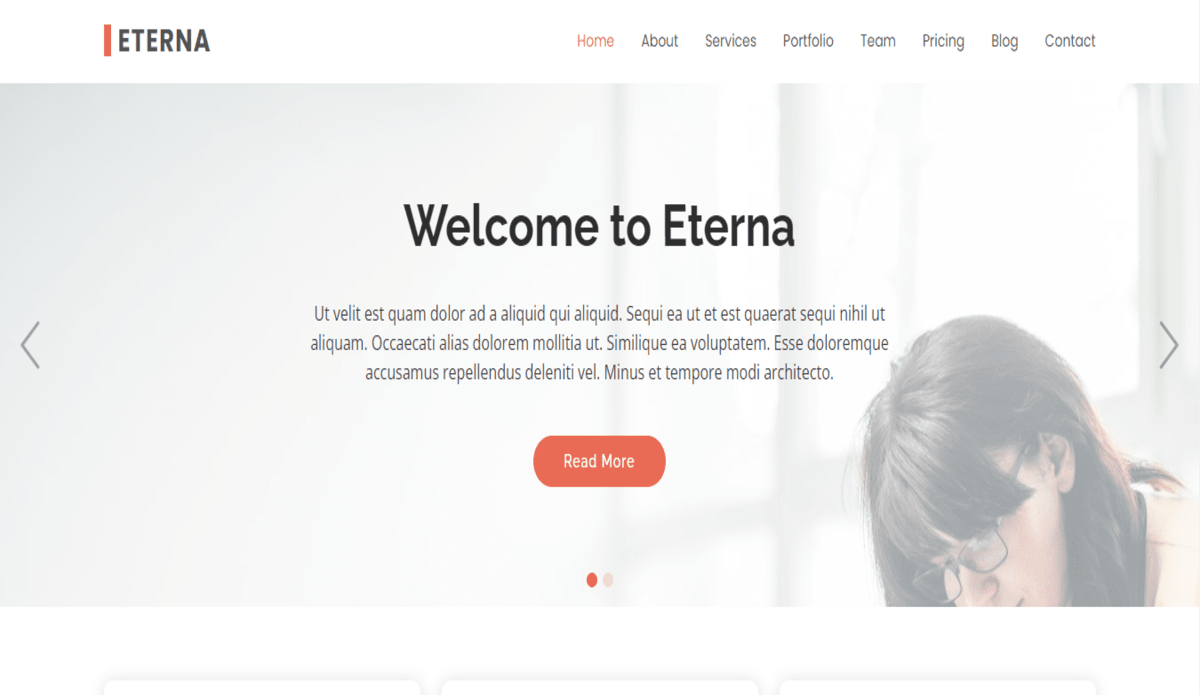 ETERNA
Home About Services Portfolio Team Pricing Blog Contact
Welcome to Eterna
Ut velit est quam dolor ad a aliquid qui aliquid. Sequi ea ut et est quaerat sequi nihil ut
aliquam. Occaecati alias dolorem mollitia ut. Similique ea voluptatem. Esse doloremque
accusamus repellendus deleniti vel. Minus et tempore modi architecto.
Read More